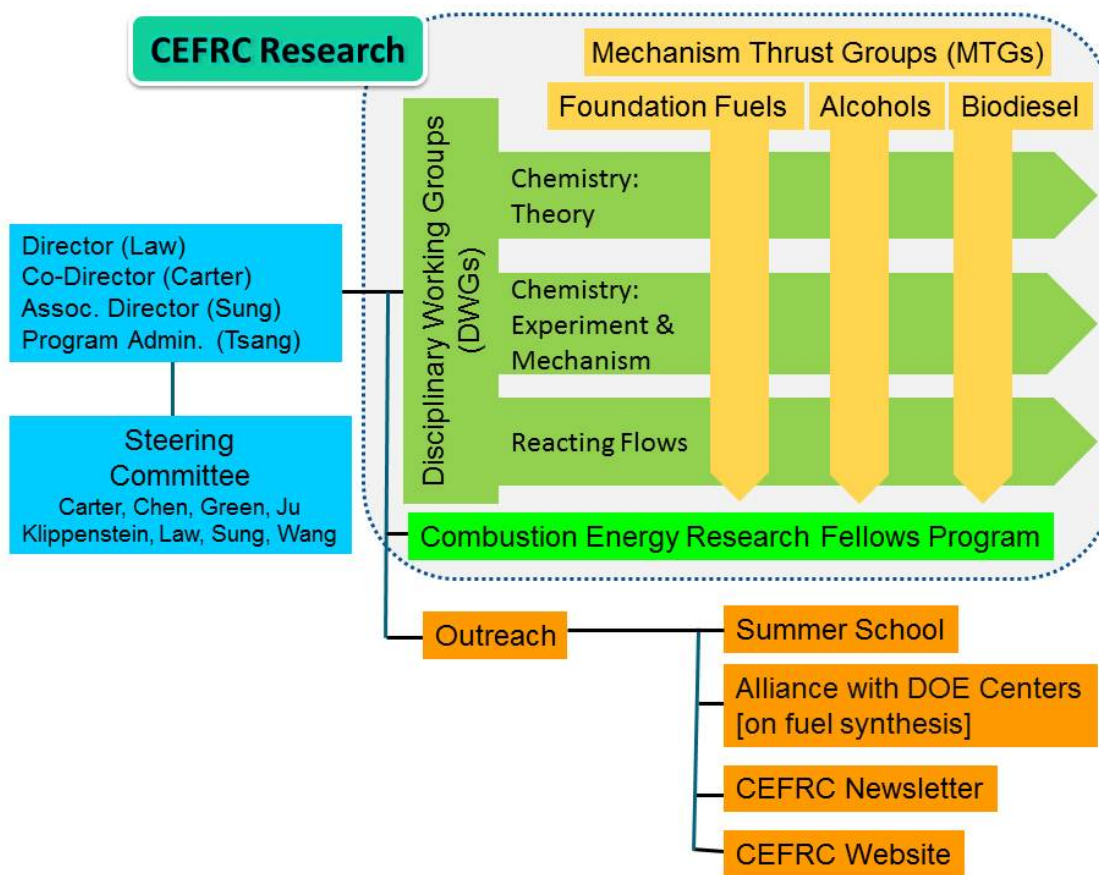 CEFRC Research
Mechanism Thrust Groups (MTGs)
Foundation Fuels
Alcohols
Biodiesel
Disciplinary Working Groups
(DWGs)
Chemistry:
Theory
Chemistry:
Experiment &
Mechanism
Reacting Flows
Director (Law)
Co-Director (Carter)
Assoc. Director (Sung)
Program Admin. (Tsang)
Steering
Committee
Carter, Chen, Green, Ju
Klippenstein, Law, Sung, Wang
Combustion Energy Research Fellows Program
Outreach
Summer School
Alliance with DOE Centers
[on fuel synthesis]
CEFRC Newsletter
CEFRC Website